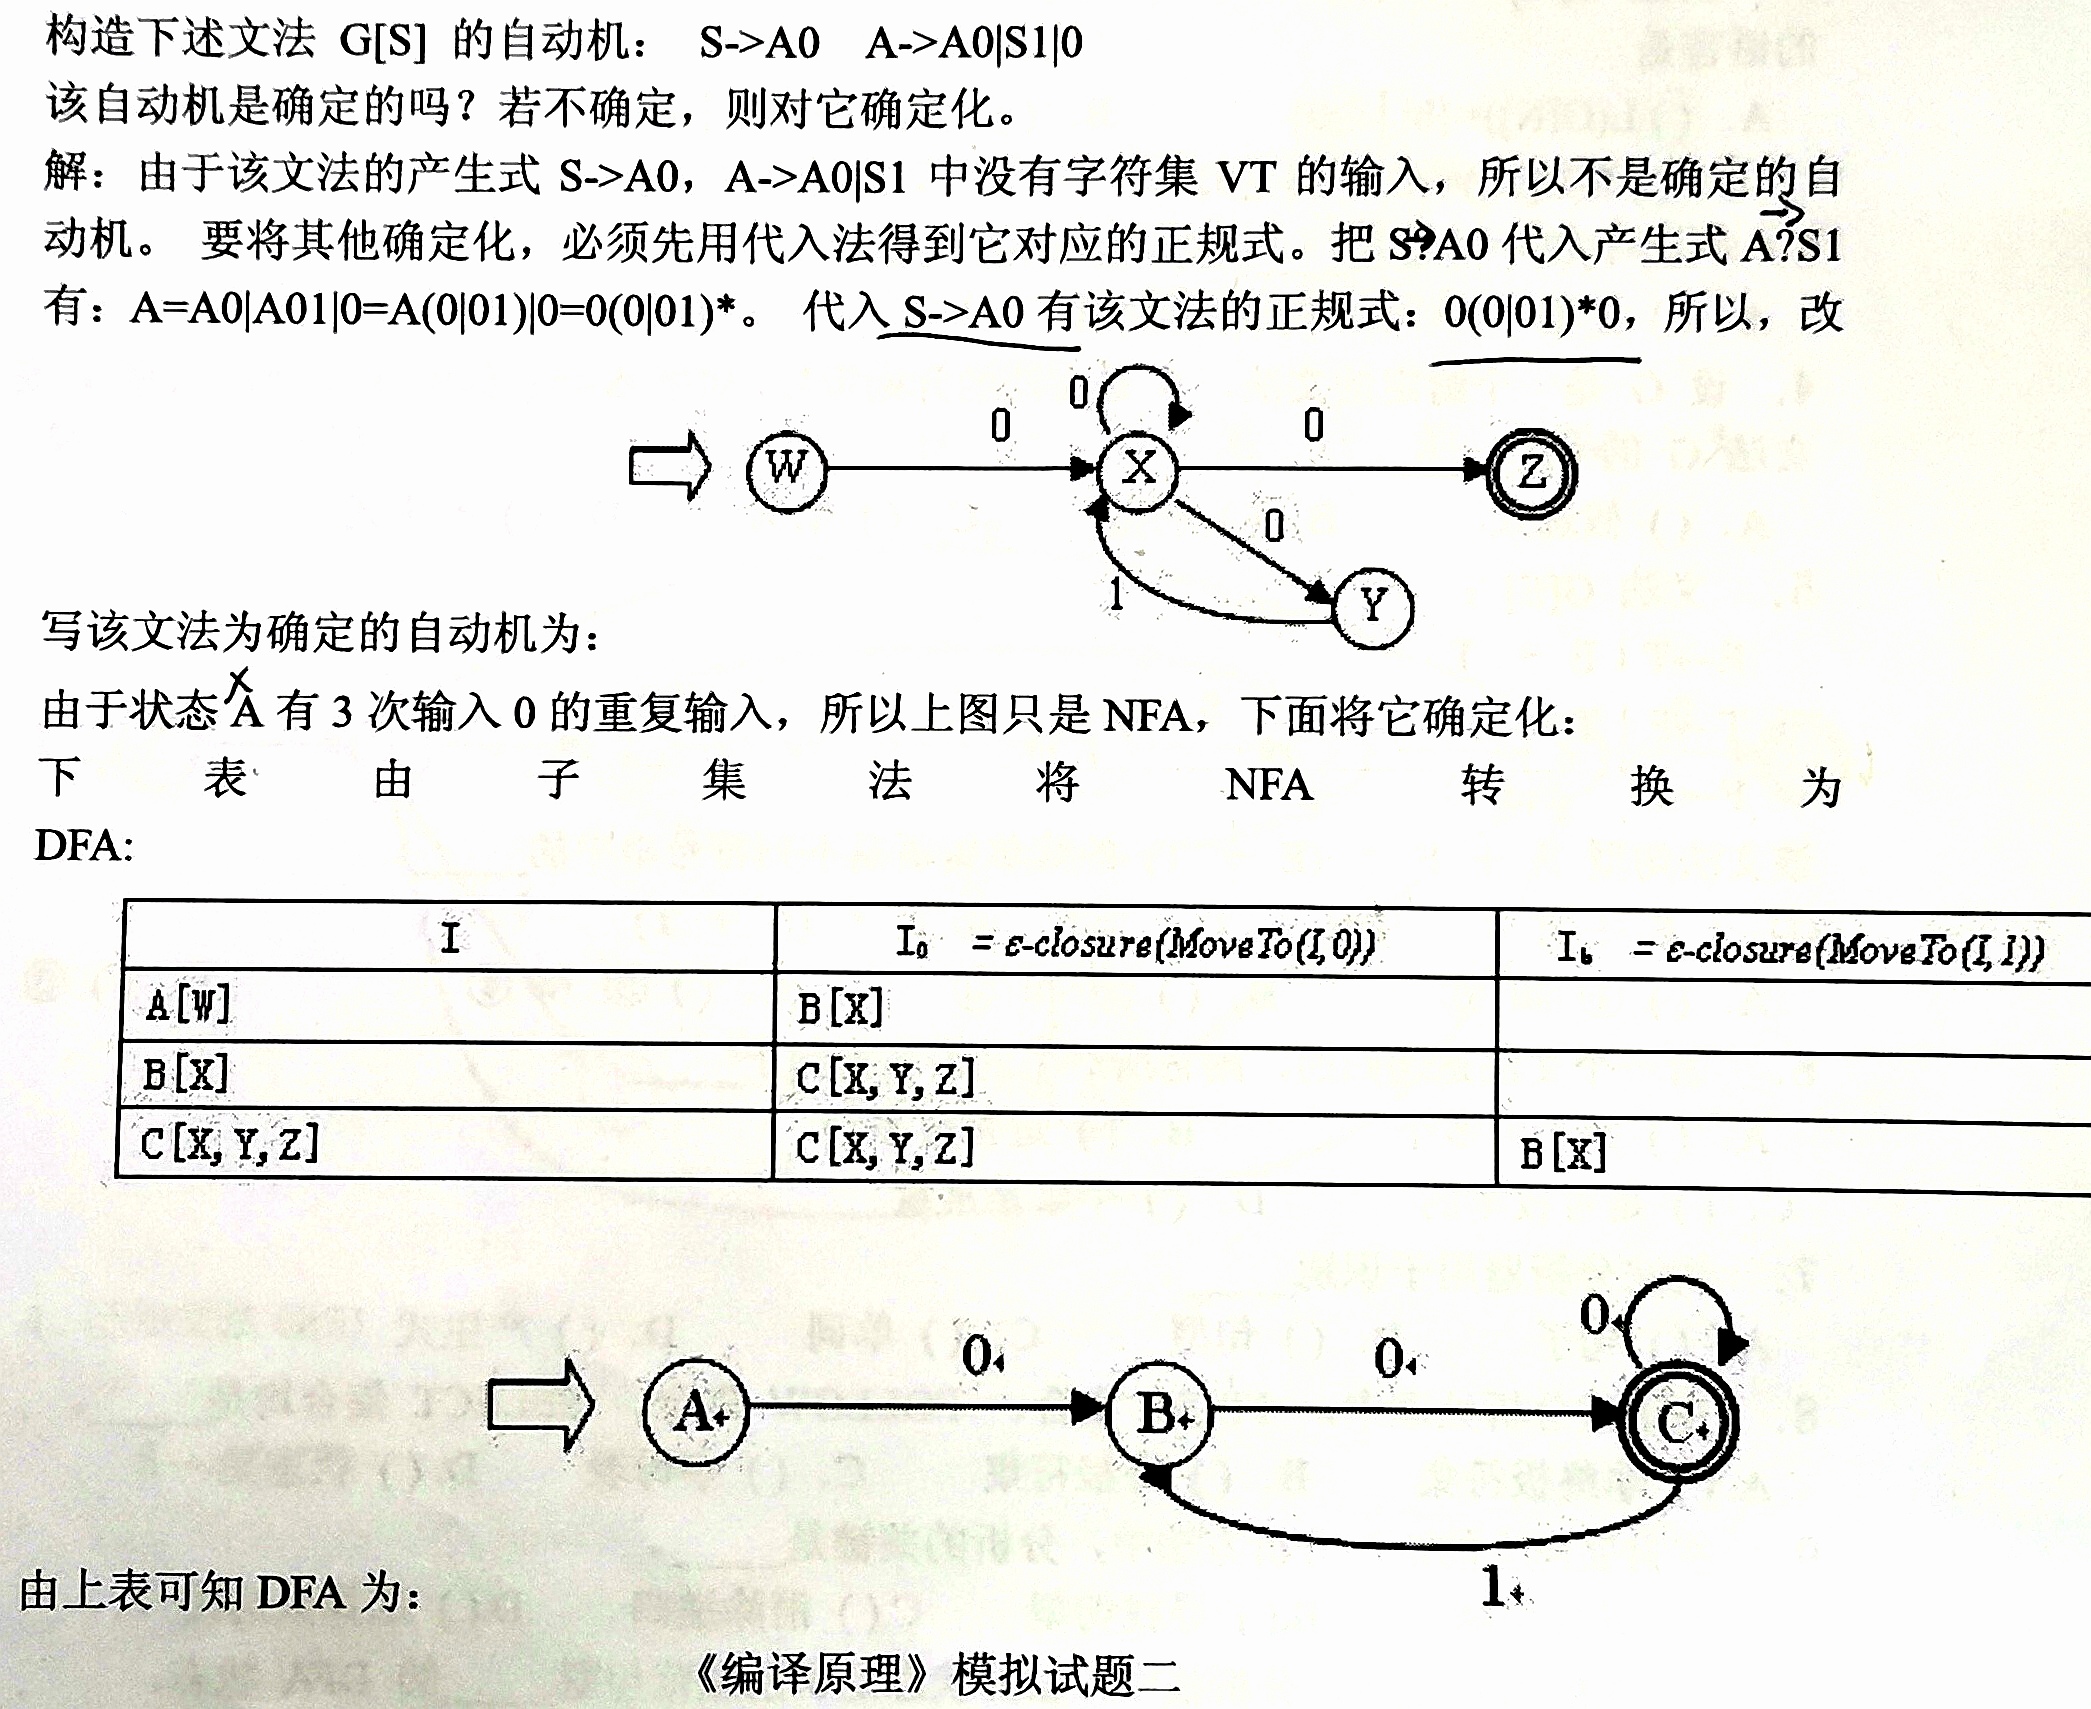 构造下述文法 G[S] 的自动机： S->A0 A->A0|S1|0
该自动机是确定的吗？若不确定，则对它确定化。
解：由于该文法的产生式 S->A0，A->A0|S1 中没有字符集 VT 的输入，所以不是确定的自
动机。 要将其他确定化，必须先用代入法得到它对应的正规式。把 S?A0 代入产生式 A?S1
有：A=A0|A01|0=A(0|01)|0=0(0|01)*。 代入 S->A0 有该文法的正规式：0(0|01)*0，所以，改
0
0
0
W
X
Z
0
1
Y
写该文法为确定的自动机为：
X
由于状态 A 有 3 次输入 0 的重复输入，所以上图只是 NFA，下面将它确定化：
下 表 由 子 集 法 将 NFA 转 换 为
DFA:
I I₀ = ε-closure(MoveTo(I,0)) I_b = ε-closure(MoveTo(I,1))
A[W] B[X]
B[X] C[X,Y,Z]
C[X,Y,Z] C[X,Y,Z] B[X]
0
0
0
A
B
C
1
由上表可知 DFA 为：
《编译原理》模拟试题二